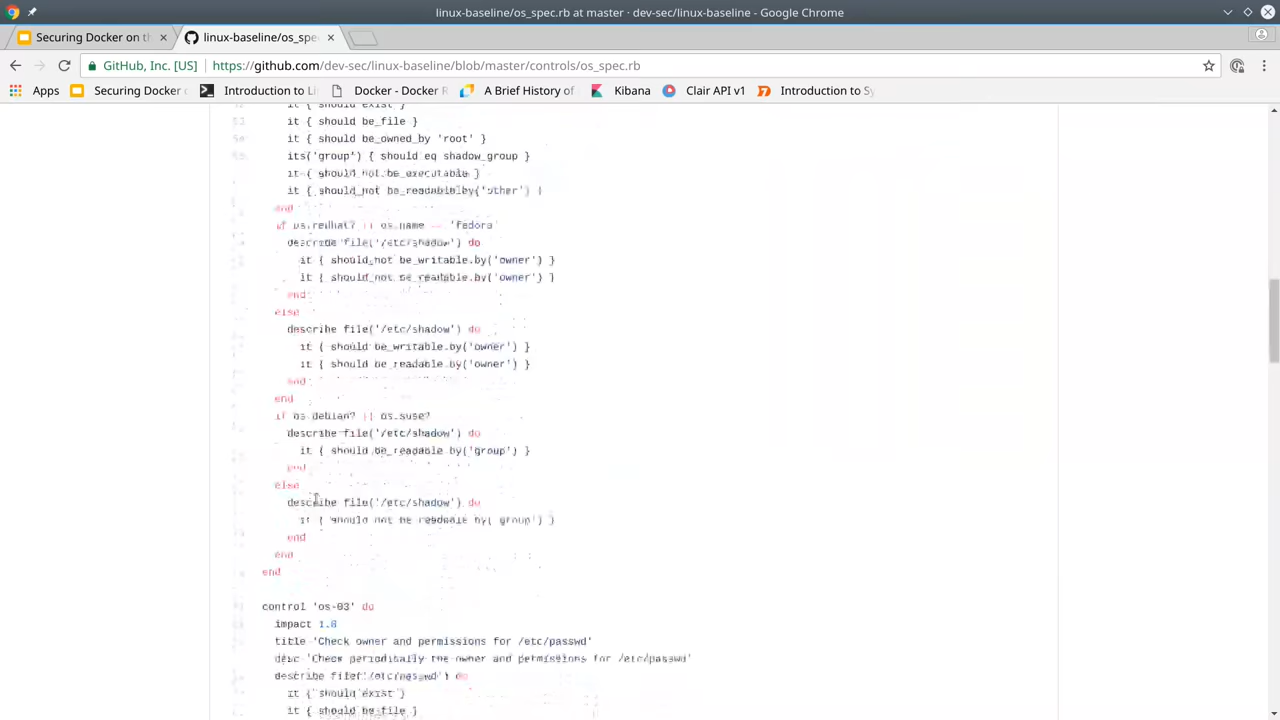 linux-baseline/os_spec.rb at master · dev-sec/linux-baseline - Google Chrome
Securing Docker on th
linux-baseline/os_spe
GitHub, Inc. [US]
https://github.com/dev-sec/linux-baseline/blob/master/controls/os_spec.rb
Apps
Securing Docker
Introduction to Li
Docker - Docker R
A Brief History of
Kibana
Clair API v1
Introduction to Sy
it { should exist }
it { should be_file }
it { should be_owned_by 'root' }
its('group') { should eq shadow_group }
it { should_not be_executable }
it { should_not be_readable.by('other') }
end
if os.redhat? || os.name == 'fedora'
describe file('/etc/shadow') do
it { should_not be_writable.by('owner') }
it { should_not be_readable.by('owner') }
end
else
describe file('/etc/shadow') do
it { should be_writable.by('owner') }
it { should be_readable.by('owner') }
end
end
if os.debian? || os.suse?
describe file('/etc/shadow') do
it { should be_readable.by('group') }
end
else
describe file('/etc/shadow') do
it { should_not be_readable.by('group') }
end
end
end
control 'os-03' do
impact 1.0
title 'Check owner and permissions for /etc/passwd'
desc 'Check periodically the owner and permissions for /etc/passwd'
describe file('/etc/passwd') do
it { should exist }
it { should be_file }